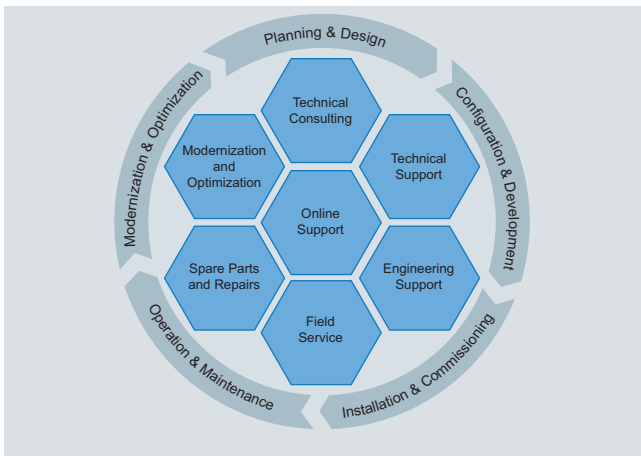 Planning & Design
Configuration & Development
Installation & Commissioning
Operation & Maintenance
Modernization & Optimization
Technical
Consulting
Modernization
and
Optimization
Technical
Support
Online
Support
Spare Parts
and Repairs
Engineering
Support
Field
Service